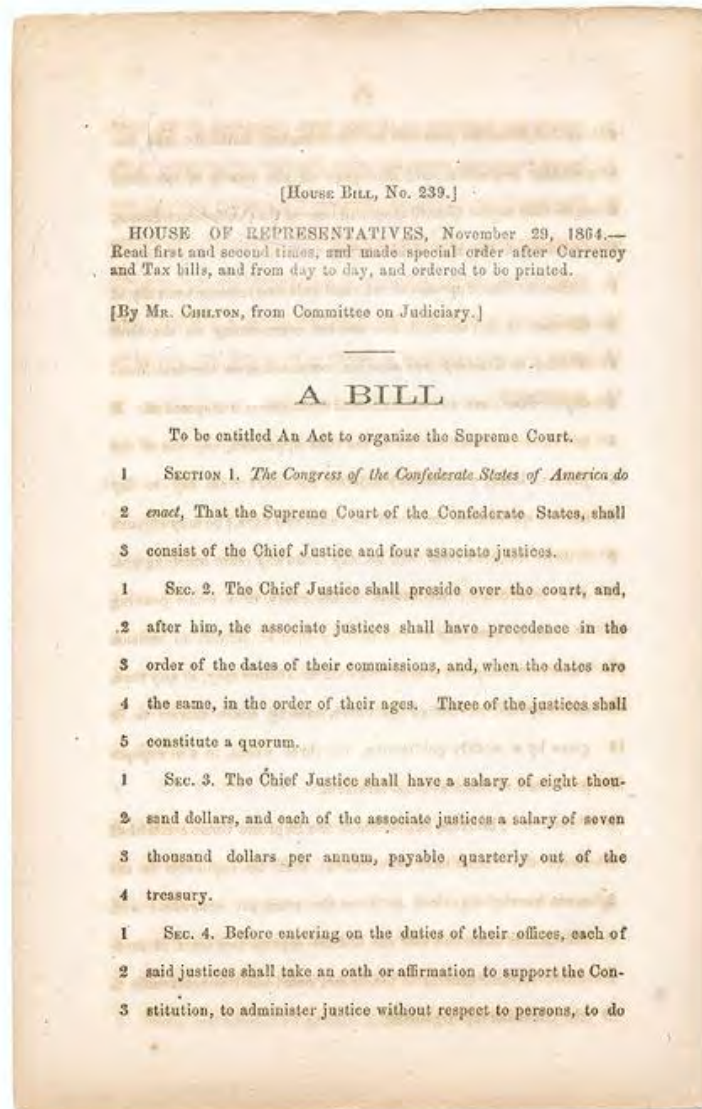 [House Bill, No. 239.]
HOUSE OF REPRESENTATIVES, November 29, 1864.—
Read first and second times, and made special order after Currency
and Tax bills, and from day to day, and ordered to be printed.
[By Mr. Chilton, from Committee on Judiciary.]
A BILL
To be entitled An Act to organize the Supreme Court.
1 Section 1. The Congress of the Confederate States of America do
2 enact, That the Supreme Court of the Confederate States, shall
3 consist of the Chief Justice and four associate justices.
1 Sec. 2. The Chief Justice shall preside over the court, and,
2 after him, the associate justices shall have precedence in the
3 order of the dates of their commissions, and, when the dates are
4 the same, in the order of their ages. Three of the justices shall
5 constitute a quorum.
1 Sec. 3. The Chief Justice shall have a salary of eight thou-
2 sand dollars, and each of the associate justices a salary of seven
3 thousand dollars per annum, payable quarterly out of the
4 treasury.
1 Sec. 4. Before entering on the duties of their offices, each of
2 said justices shall take an oath or affirmation to support the Con-
3 stitution, to administer justice without respect to persons, to do